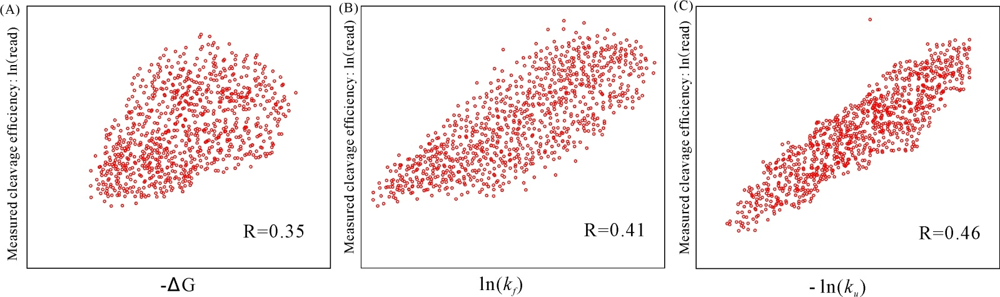 (A)
Measured cleavage efficiency: ln(read)
R=0.35
-ΔG
(B)
Measured cleavage efficiency: ln(read)
R=0.41
ln(kf)
(C)
Measured cleavage efficiency: ln(read)
R=0.46
- ln(ku)